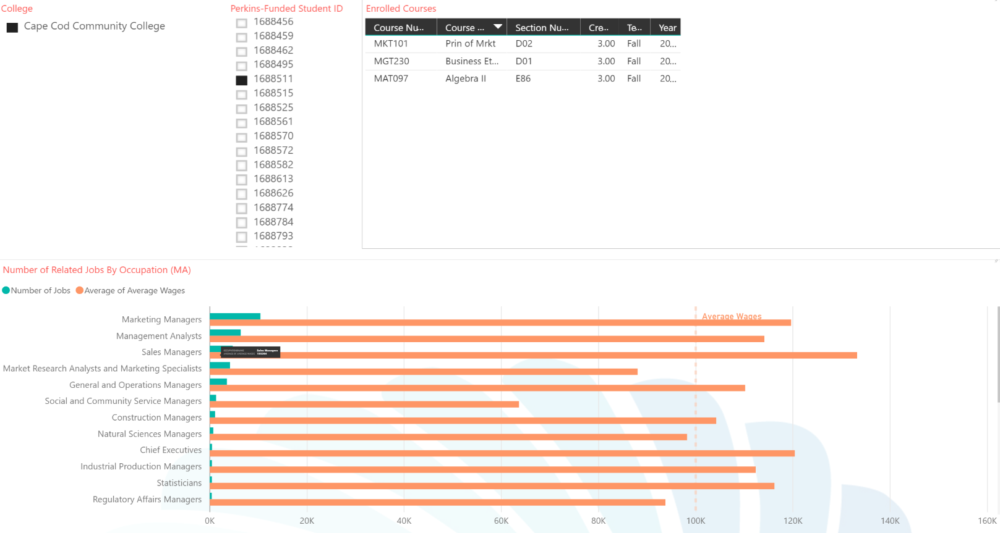 College
Cape Cod Community College
Perkins-Funded Student ID
1688456
1688459
1688462
1688495
1688511
1688515
1688525
1688561
1688570
1688572
1688582
1688613
1688626
1688774
1688784
1688793
Enrolled Courses
Course Nu... Course ... Section Nu... Cre... Te... Year
MKT101 Prin of Mrkt D02 3.00 Fall 20...
MGT230 Business Et... D01 3.00 Fall 20...
MAT097 Algebra II E86 3.00 Fall 20...
Number of Related Jobs By Occupation (MA)
Number of Jobs Average of Average Wages
Average Wages
Marketing Managers
Management Analysts
Sales Managers
Sales Managers
AVERAGE OF AVERAGE WAGES
Market Research Analysts and Marketing Specialists
General and Operations Managers
Social and Community Service Managers
Construction Managers
Natural Sciences Managers
Chief Executives
Industrial Production Managers
Statisticians
Regulatory Affairs Managers
0K 20K 40K 60K 80K 100K 120K 140K 160K